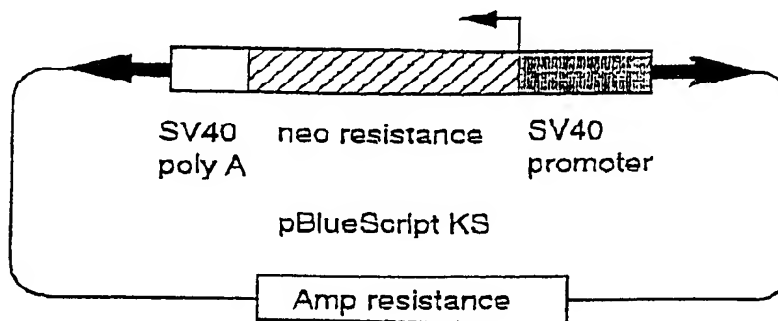 SV40
poly A
neo resistance
SV40
promoter
pBlueScript KS
Amp resistance